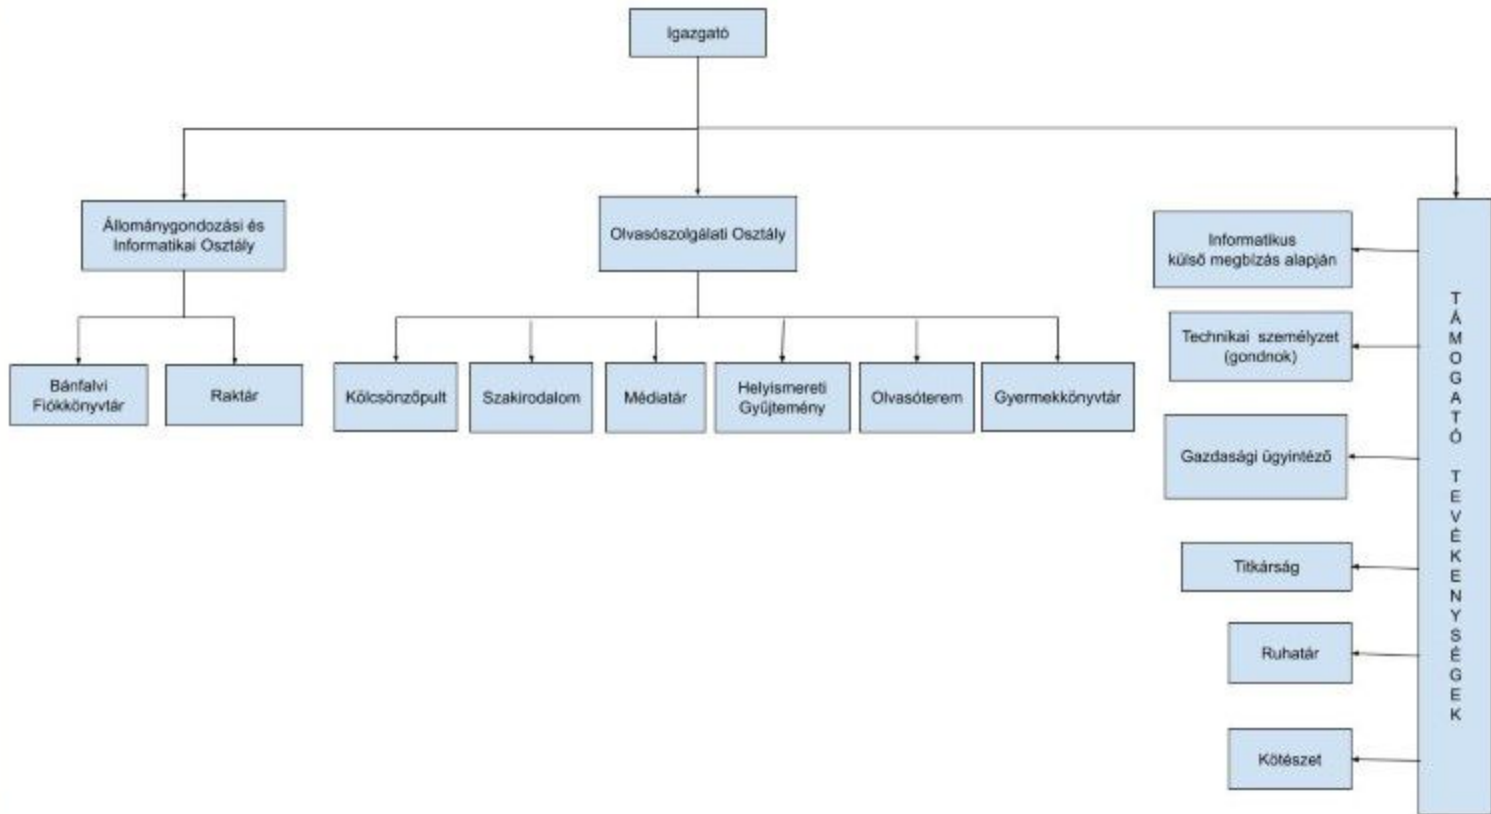 Igazgató
Állománygondozási és
Informatikai Osztály
Olvasószolgálati Osztály
Bánfalvi
Fiókkönyvtár
Raktár
Kölcsönzőpult
Szakirodalom
Médiatár
Helyismereti
Gyűjtemény
Olvasóterem
Gyermekkönyvtár
TÁMOGATÓ TEVÉKENYSÉGEK
Informatikus
külső megbízás alapján
Technikai személyzet
(gondnok)
Gazdasági ügyintéző
Titkárság
Ruhatár
Kötészet